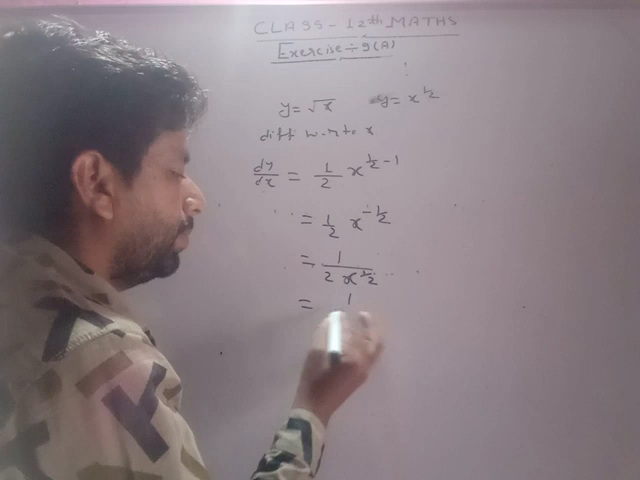 CLASS - 12th MATHS
Exercise ÷ 9(A)
y = √x y = x^1/2
diff w.r.to x
dy/dx = 1/2 x^1/2 - 1
= 1/2 x^-1/2
= 1/2 x^1/2
= 1